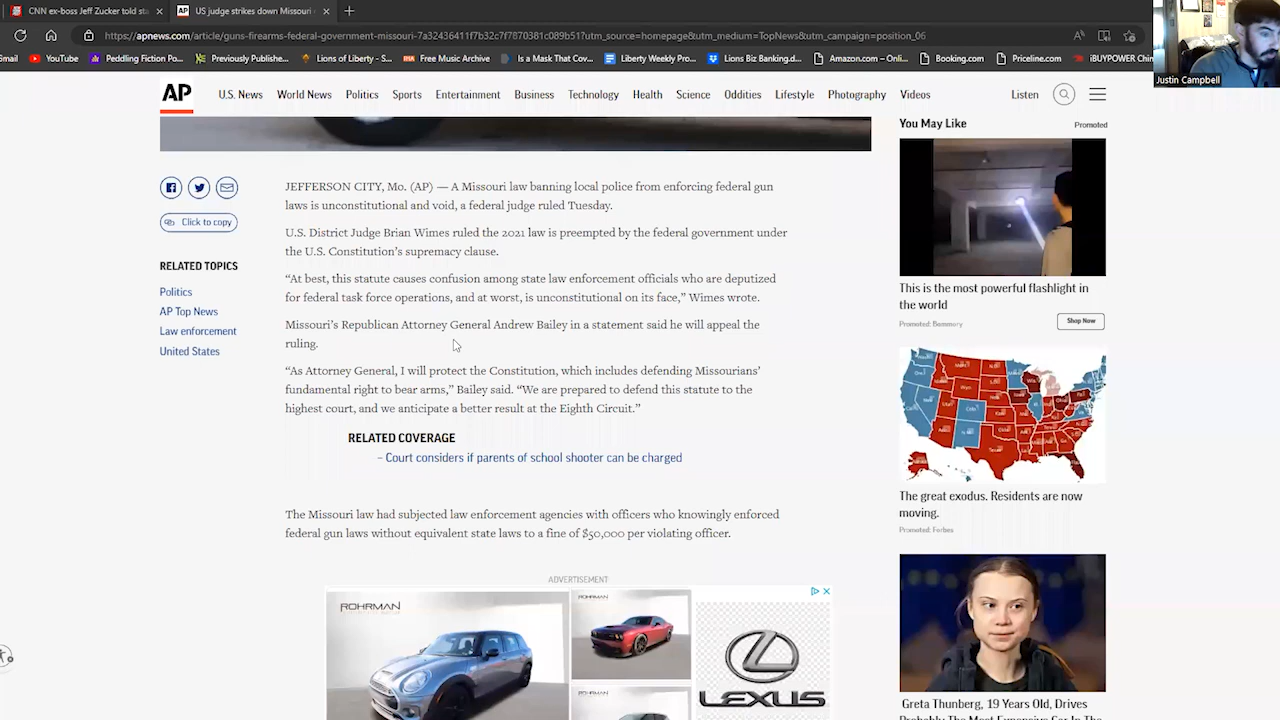 CNN ex-boss Jeff Zucker told sta
US judge strikes down Missouri
https://apnews.com/article/guns-firearms-federal-government-missouri-7a32436411f7b32c7f7870381c089b51?utm_source=homepage&utm_medium=TopNews&utm_campaign=position_06
mail
YouTube
Peddling Fiction Po...
Previously Publishe...
Lions of Liberty - S...
Free Music Archive
Is a Mask That Cov...
Liberty Weekly Pro...
Lions Biz Banking.d...
Amazon.com – Onli...
Booking.com
Priceline.com
iBUYPOWER Chin
Justin Campbell
AP
U.S. News
World News
Politics
Sports
Business
Technology
Health
Science
Oddities
Lifestyle
Photography
Videos
Listen
JEFFERSON CITY, Mo. (AP) — A Missouri law banning local police from enforcing federal gun
laws is unconstitutional and void, a federal judge ruled Tuesday.
U.S. District Judge Brian Wimes ruled the 2021 law is preempted by the federal government under
the U.S. Constitution's supremacy clause.
“At best, this statute causes confusion among state law enforcement officials who are deputized
for federal task force operations, and at worst, is unconstitutional on its face,” Wimes wrote.
Missouri's Republican Attorney General Andrew Bailey in a statement said he will appeal the
ruling.
“As Attorney General, I will protect the Constitution, which includes defending Missourians'
fundamental right to bear arms,” Bailey said. “We are prepared to defend this statute to the
highest court, and we anticipate a better result at the Eighth Circuit.”
RELATED COVERAGE
– Court considers if parents of school shooter can be charged
The Missouri law had subjected law enforcement agencies with officers who knowingly enforced
federal gun laws without equivalent state laws to a fine of $50,000 per violating officer.
Click to copy
RELATED TOPICS
Politics
AP Top News
Law enforcement
United States
ADVERTISEMENT
ROHRMAN
ROHRMAN
LEXUS
You May Like
Promoted
This is the most powerful flashlight in
the world
Shop Now
The great exodus. Residents are now
moving.
Promoted: Forbes
Greta Thunberg, 19 Years Old, Drives
Probably The Most Expensive Car In The